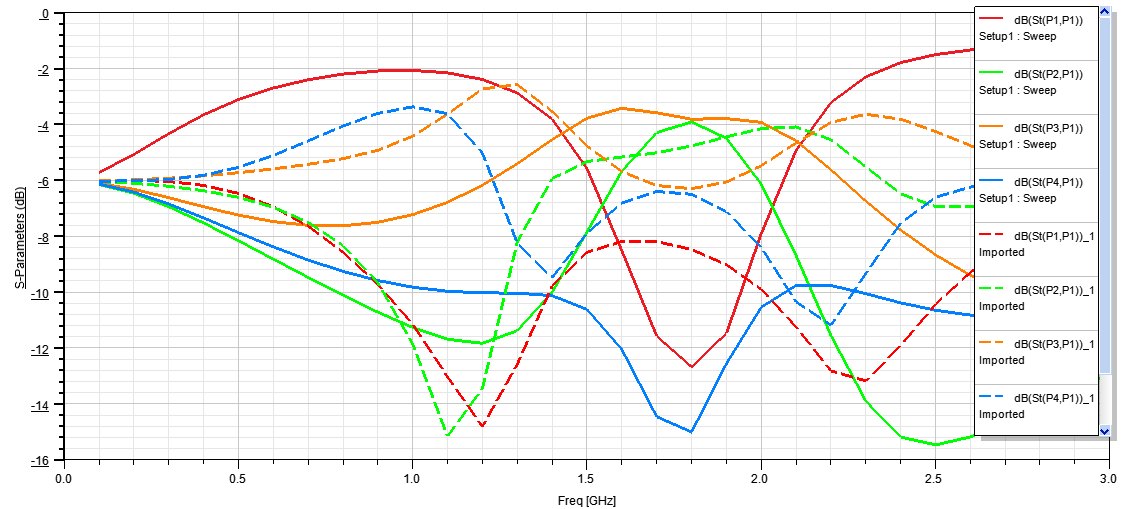 0
-2
-4
-6
-8
-10
-12
-14
-16
S-Parameters (dB)
0.0
0.5
1.0
1.5
2.0
2.5
3.0
Freq [GHz]
dB(St(P1,P1))
Setup1 : Sweep
dB(St(P2,P1))
Setup1 : Sweep
dB(St(P3,P1))
Setup1 : Sweep
dB(St(P4,P1))
Setup1 : Sweep
dB(St(P1,P1))_1
Imported
dB(St(P2,P1))_1
Imported
dB(St(P3,P1))_1
Imported
dB(St(P4,P1))_1
Imported